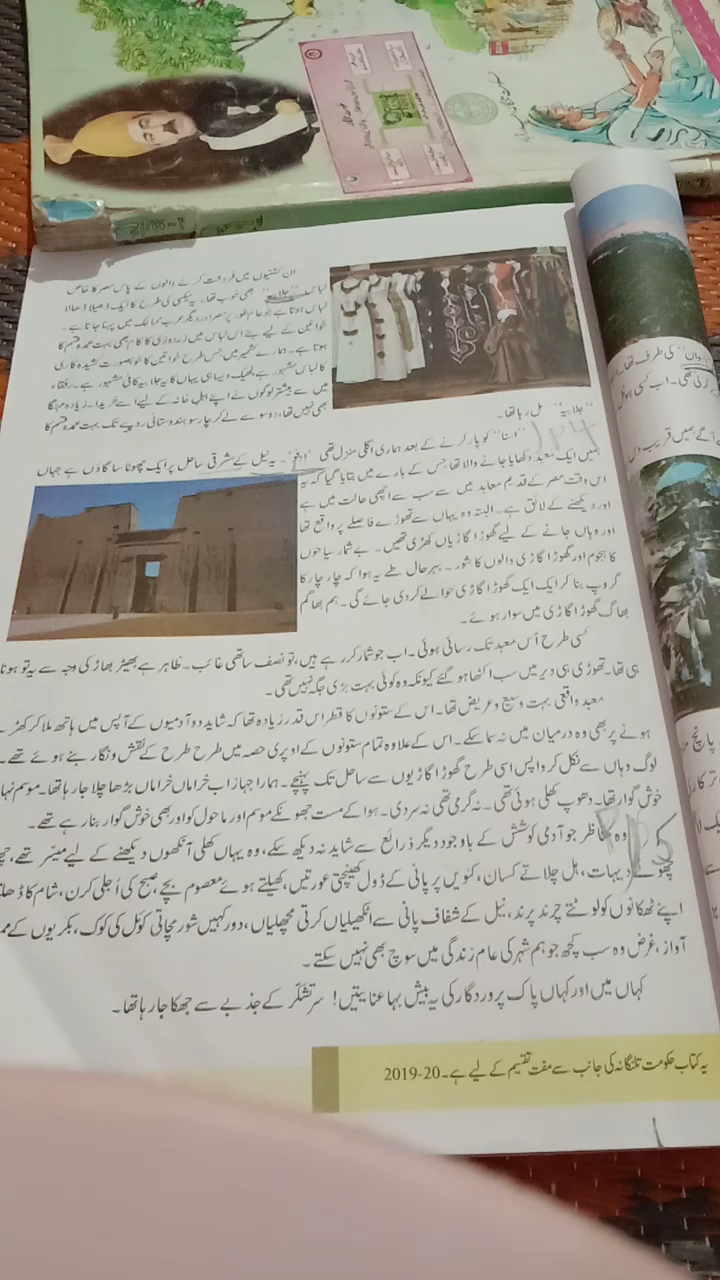 ان کشتیوں میں فروخت کرنے والوں کے پاس مصر کا خاص
لباس ”جلابیہ“ بھی خوب تھا۔ یہ میکسی کی طرح کا ایک ڈھیلا ڈھالا
لباس ہوتا ہے جو عام طور پر مصر اور دیگر عرب ممالک میں پہنا جاتا ہے۔
خواتین کے لیے بنے اس لباس میں زردوزی کا کام بھی بہت عمدہ قسم کا
ہوتا ہے۔ ہمارے کشمیر میں جس طرح خواتین کا خوبصورت کشیدہ کاری
کا لباس مشہور ہے، ٹھیک ویسا ہی یہاں کا یہ جلابیہ کافی مشہور ہے۔ رفقاء
میں سے بیشتر لوگوں نے اپنے اہل خانہ کے لیے اسے خریدا۔ زیادہ مہنگا
بھی نہیں تھا، دو سو سے لے کر چار سو ہندوستانی روپے تک بہت عمدہ قسم کا
”جلابیہ“ مل رہا تھا۔
”اسنا“ کو پار کرنے کے بعد ہماری اگلی منزل تھی ”ادفو“۔ یہ نیل کے مشرقی ساحل پر ایک چھوٹا سا گاؤں ہے جہاں
ہمیں ایک معبد دکھایا جانے والا تھا جس کے بارے میں بتایا گیا کہ یہ
اس وقت مصر کے قدیم معابد میں سے سب سے اچھی حالت میں ہے
اور دیکھنے کے لائق ہے۔ البتہ وہ یہاں سے تھوڑے فاصلے پر واقع تھا
اور وہاں جانے کے لیے گھوڑا گاڑیاں کھڑی تھیں۔ بے شمار سیاحوں
کا ہجوم اور گھوڑا گاڑی والوں کا شور۔ بہرحال طے یہ ہوا کہ چار چار کا
گروپ بنا کر ایک ایک گھوڑا گاڑی حوالے کر دی جائے گی۔ ہم بھاگم
بھاگ گھوڑا گاڑی میں سوار ہوئے۔
کسی طرح اُس معبد تک رسائی ہوئی۔ اب جو شمار کر رہے ہیں، تو نصف ساتھی غائب۔ ظاہر ہے بھیڑ بھاڑ کی وجہ سے یہ تو ہونا
ہی تھا۔ تھوڑی ہی دیر میں سب اکٹھا ہو گئے کیونکہ وہ کوئی بہت بڑی جگہ نہیں تھی۔
معبد واقعی بہت وسیع و عریض تھا۔ اس کے ستونوں کا قطر اس قدر زیادہ تھا کہ شاید دو آدمیوں کے آپس میں ہاتھ ملا کر کھڑے
ہونے پر بھی وہ درمیان میں نہ سما سکے۔ اس کے علاوہ تمام ستونوں کے اوپری حصہ میں طرح طرح کے نقش و نگار بنے ہوئے تھے۔
لوگ وہاں سے نکل کر واپس اسی طرح گھوڑا گاڑیوں سے ساحل تک پہنچے۔ ہمارا جہاز اب خراماں خراماں بڑھا چلا جا رہا تھا۔ موسم
خوش گوار تھا۔ دھوپ کھلی ہوئی تھی۔ نہ گرمی تھی نہ سردی۔ ہوا کے مست جھونکے موسم اور ماحول کو اور بھی خوش گوار بنا رہے تھے۔
وہ مناظر جو آدمی کوشش کے باوجود دیگر ذرائع سے شاید نہ دیکھ سکے، وہ یہاں کھلی آنکھوں دیکھنے کے لیے میسّر تھے،
چھوٹے دیہات، ہل چلاتے کسان، کنویں پر پانی کے ڈول کھینچتی عورتیں، کھیلتے ہوئے معصوم بچے، صبح کی اُجلی کرن، شام کا
اپنے ٹھکانوں کو لوٹتے چرند پرند، نیل کے شفاف پانی سے اٹھکیلیاں کرتی مچھلیاں، دور کہیں شور مچاتی کوئل کی کوک، بکریوں کے
آواز، غرض وہ سب کچھ جو ہم شہر کی عام زندگی میں سوچ بھی نہیں سکتے۔
کہاں میں اور کہاں پاک پروردگار کی یہ بیش بہا عنایتیں! سر تشکّر کے جذبے سے جھکا جا رہا تھا۔
یہ کتاب حکومت تلنگانہ کی جانب سے مفت تقسیم کے لیے ہے۔ 2019-20